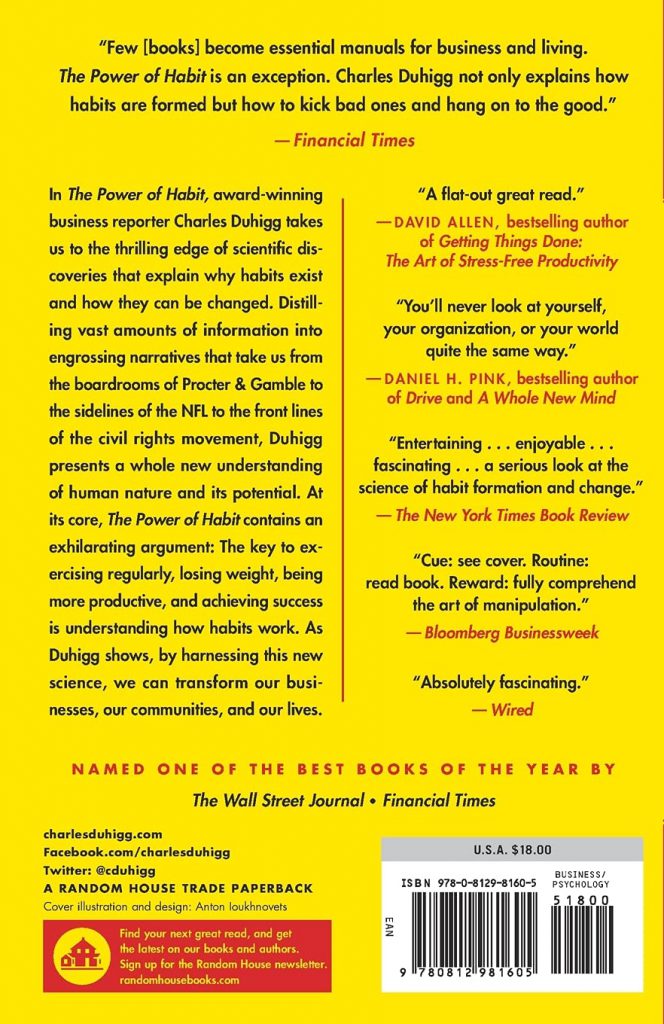 “Few [books] become essential manuals for business and living.
The Power of Habit is an exception. Charles Duhigg not only explains how
habits are formed but how to kick bad ones and hang on to the good.”
— Financial Times
In The Power of Habit, award-winning
business reporter Charles Duhigg takes
us to the thrilling edge of scientific dis-
coveries that explain why habits exist
and how they can be changed. Distill-
ing vast amounts of information into
engrossing narratives that take us from
the boardrooms of Procter & Gamble to
the sidelines of the NFL to the front lines
of the civil rights movement, Duhigg
presents a whole new understanding
of human nature and its potential. At
its core, The Power of Habit contains an
exhilarating argument: The key to ex-
ercising regularly, losing weight, being
more productive, and achieving success
is understanding how habits work. As
Duhigg shows, by harnessing this new
science, we can transform our busi-
nesses, our communities, and our lives.
“A flat-out great read.”
—DAVID ALLEN, bestselling author
of Getting Things Done:
The Art of Stress-Free Productivity
“You’ll never look at yourself,
your organization, or your world
quite the same way.”
—DANIEL H. PINK, bestselling author
of Drive and A Whole New Mind
“Entertaining . . . enjoyable . . .
fascinating . . . a serious look at the
science of habit formation and change.”
— The New York Times Book Review
“Cue: see cover. Routine:
read book. Reward: fully comprehend
the art of manipulation.”
— Bloomberg Businessweek
“Absolutely fascinating.”
— Wired
NAMED ONE OF THE BEST BOOKS OF THE YEAR BY
The Wall Street Journal • Financial Times
charlesduhigg.com
Facebook.com/charlesduhigg
Twitter: @cduhigg
A RANDOM HOUSE TRADE PAPERBACK
Cover illustration and design: Anton Ioukhnovets
Find your next great read, and get
the latest on our books and authors.
Sign up for the Random House newsletter.
randomhousebooks.com
U.S.A. $18.00
ISBN 978-0-8129-8160-5
BUSINESS/
PSYCHOLOGY
51800
EAN
9 780812 981605